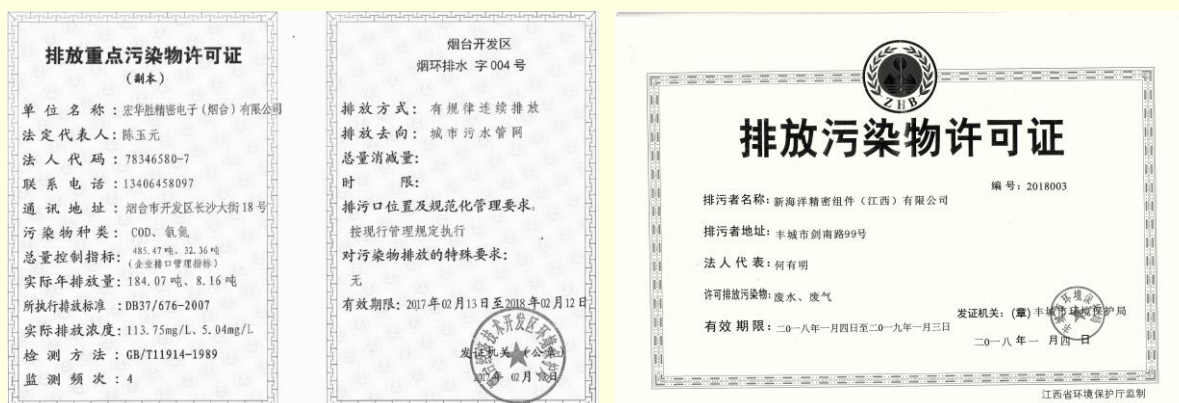 排放重点污染物许可证
(副本)
单位名称:宏华胜精密电子(烟台)有限公司
法定代表人:陈玉元
法人代码:78346580-7
联系电话:13406458097
通讯地址:烟台市开发区长沙大街18号
污染物种类:COD、氨氮
总量控制指标:485.47吨、32.36吨
(企业排口管理指标)
实际年排放量:184.07吨、8.16吨
所执行排放标准:DB37/676-2007
实际排放浓度:113.75mg/L、5.04mg/L
检测方法:GB/T11914-1989
监测频次:4
烟台开发区
烟环排水 字 004 号
排放方式:有规律连续排放
排放去向:城市污水管网
总量消减量:
时 限:
排污口位置及规范化管理要求:
按现行管理规定执行
对污染物排放的特殊要求:
无
有效期限:2017年02月13日至2018年02月12日
发证机关(公章)
2017年 02月 日
ZHB
排放污染物许可证
编号:2018003
排污者名称:新海洋精密组件(江西)有限公司
排污者地址:丰城市剑南路99号
法人代表:何有明
许可排放污染物:废水、废气
有效期限:二0一八年一月四日至二0一九年一月三日
发证机关:(章)丰城市环境保护局
二0一八 年 一 月四 日
江西省环境保护厅监制